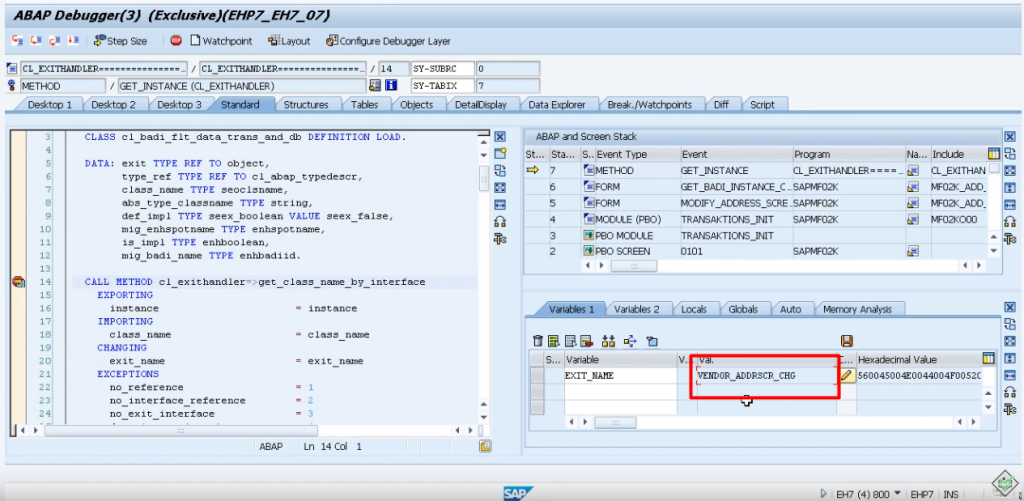 ABAP Debugger(3) (Exclusive)(EHP7_EH7_07)
Step Size Watchpoint Layout Configure Debugger Layer
CL_EXITHANDLER===============... / CL_EXITHANDLER===============... / 14 SY-SUBRC 0
METHOD / GET_INSTANCE (CL_EXITHANDLER) SY-TABIX 7
Desktop 1 Desktop 2 Desktop 3 Standard Structures Tables Objects DetailDisplay Data Explorer Break./Watchpoints Diff Script
3 CLASS cl_badi_flt_data_trans_and_db DEFINITION LOAD.
4
5 DATA: exit TYPE REF TO object,
6 type_ref TYPE REF TO cl_abap_typedescr,
7 class_name TYPE seoclsname,
8 abs_type_classname TYPE string,
9 def_impl TYPE seex_boolean VALUE seex_false,
10 mig_enhspotname TYPE enhspotname,
11 is_impl TYPE enhboolean,
12 mig_badi_name TYPE enhbadiid.
13
14 CALL METHOD cl_exithandler=>get_class_name_by_interface
15 EXPORTING
16 instance = instance
17 IMPORTING
18 class_name = class_name
19 CHANGING
20 exit_name = exit_name
21 EXCEPTIONS
22 no_reference = 1
23 no_interface_reference = 2
24 no_exit_interface = 3
ABAP Ln 14 Col 1
ABAP and Screen Stack
St... Sta... S.. Event Type Event Program Na... Include
7 METHOD GET_INSTANCE CL_EXITHANDLER====... CL_EXITHAN
6 FORM GET_BADI_INSTANCE_C... SAPMF02K MF02K_ADD_
5 FORM MODIFY_ADDRESS_SCRE... SAPMF02K MF02K_ADD_
4 MODULE (PBO) TRANSAKTIONS_INIT SAPMF02K MF02KO00
3 PBO MODULE TRANSAKTIONS_INIT
2 PBO SCREEN 0101 SAPMF02K
Variables 1 Variables 2 Locals Globals Auto Memory Analysis
S... Variable V... Val. C... Hexadecimal Value
EXIT_NAME VENDOR_ADDRSCR_CHG 560045004E0044004F00520
SAP EH7 (4) 800 EHP7 INS